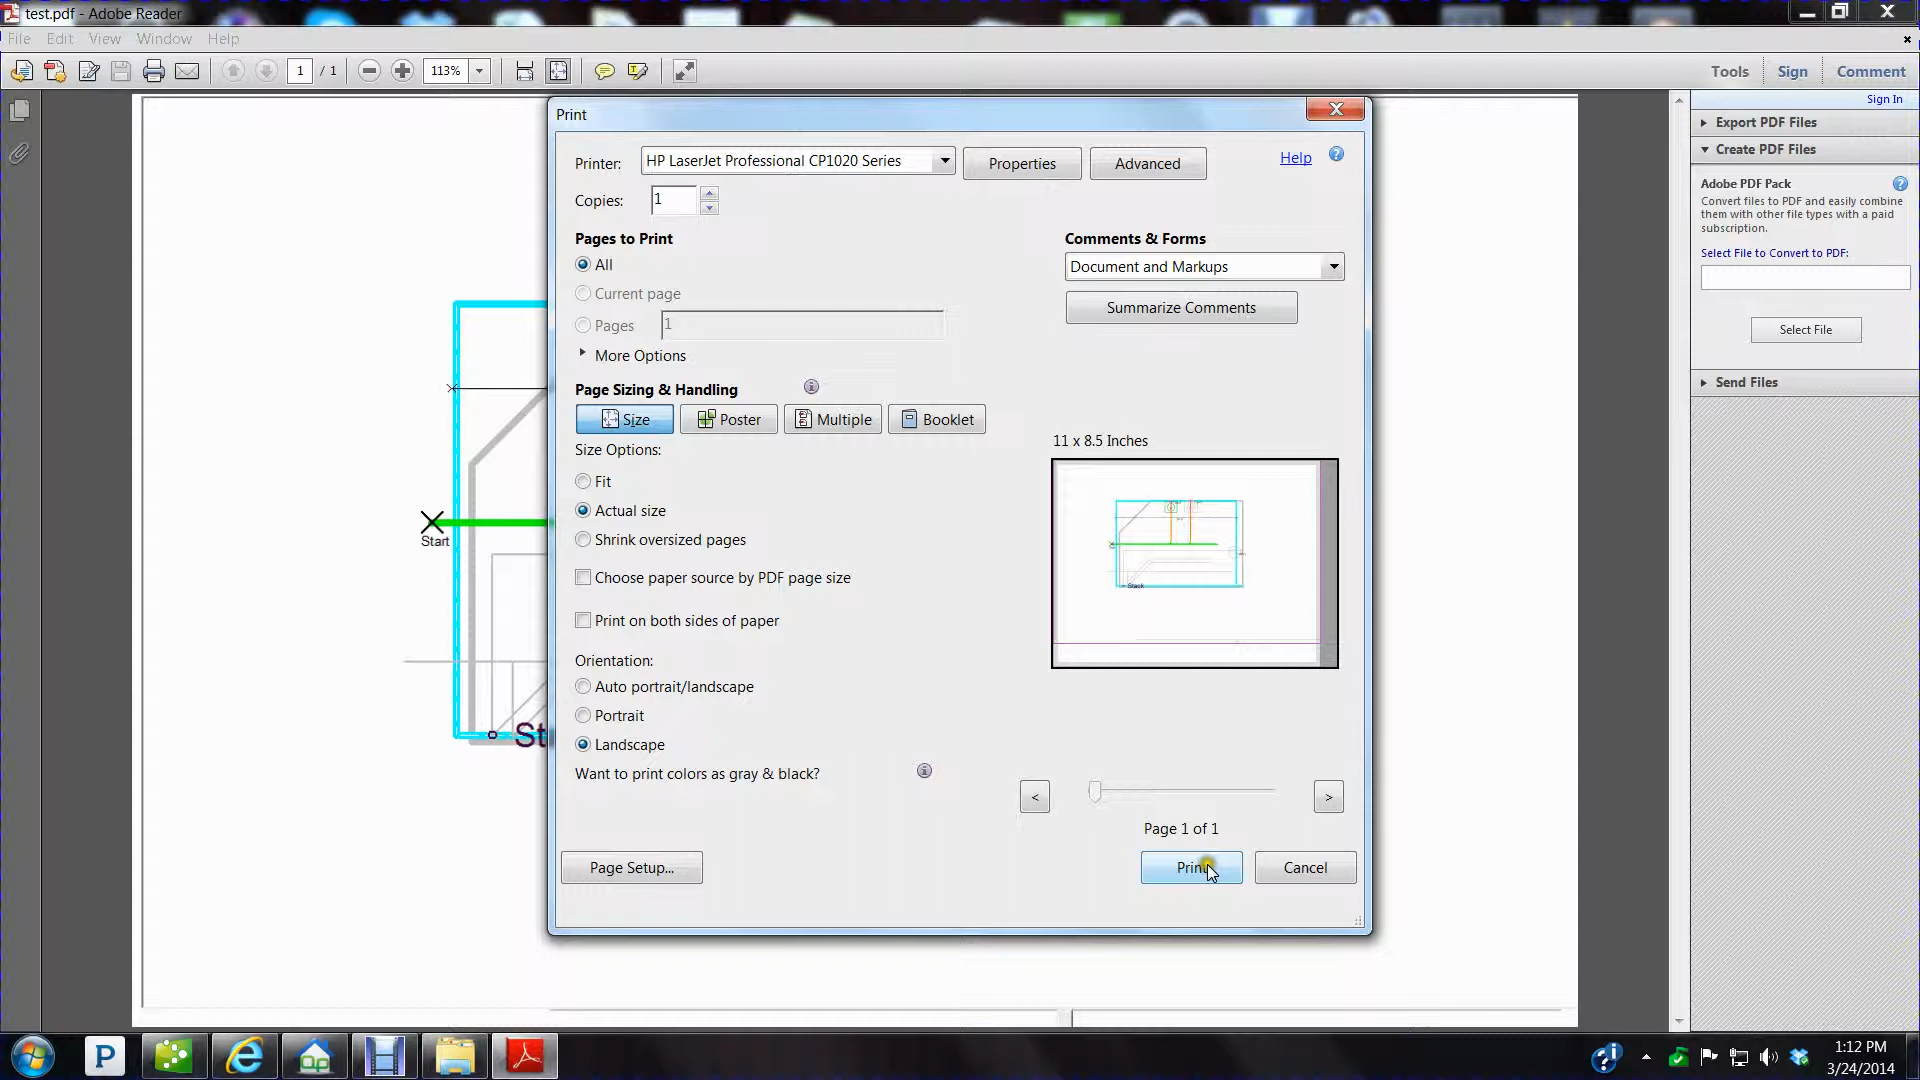 test.pdf - Adobe Reader
File Edit View Window Help
1 / 1 113% Tools Sign Comment
Sign In
Export PDF Files
Create PDF Files
Adobe PDF Pack
Convert files to PDF and easily combine
them with other file types with a paid
subscription.
Select File to Convert to PDF:
Select File
Send Files
Start
St
Print
Printer: HP LaserJet Professional CP1020 Series Properties Advanced Help
Copies: 1
Pages to Print
All
Current page
Pages 1
More Options
Comments & Forms
Document and Markups
Summarize Comments
Page Sizing & Handling
Size Poster Multiple Booklet
Size Options:
Fit
Actual size
Shrink oversized pages
Choose paper source by PDF page size
Print on both sides of paper
Orientation:
Auto portrait/landscape
Portrait
Landscape
Want to print colors as gray & black?
11 x 8.5 Inches
Stack
< >
Page 1 of 1
Page Setup... Print Cancel
1:12 PM
3/24/2014